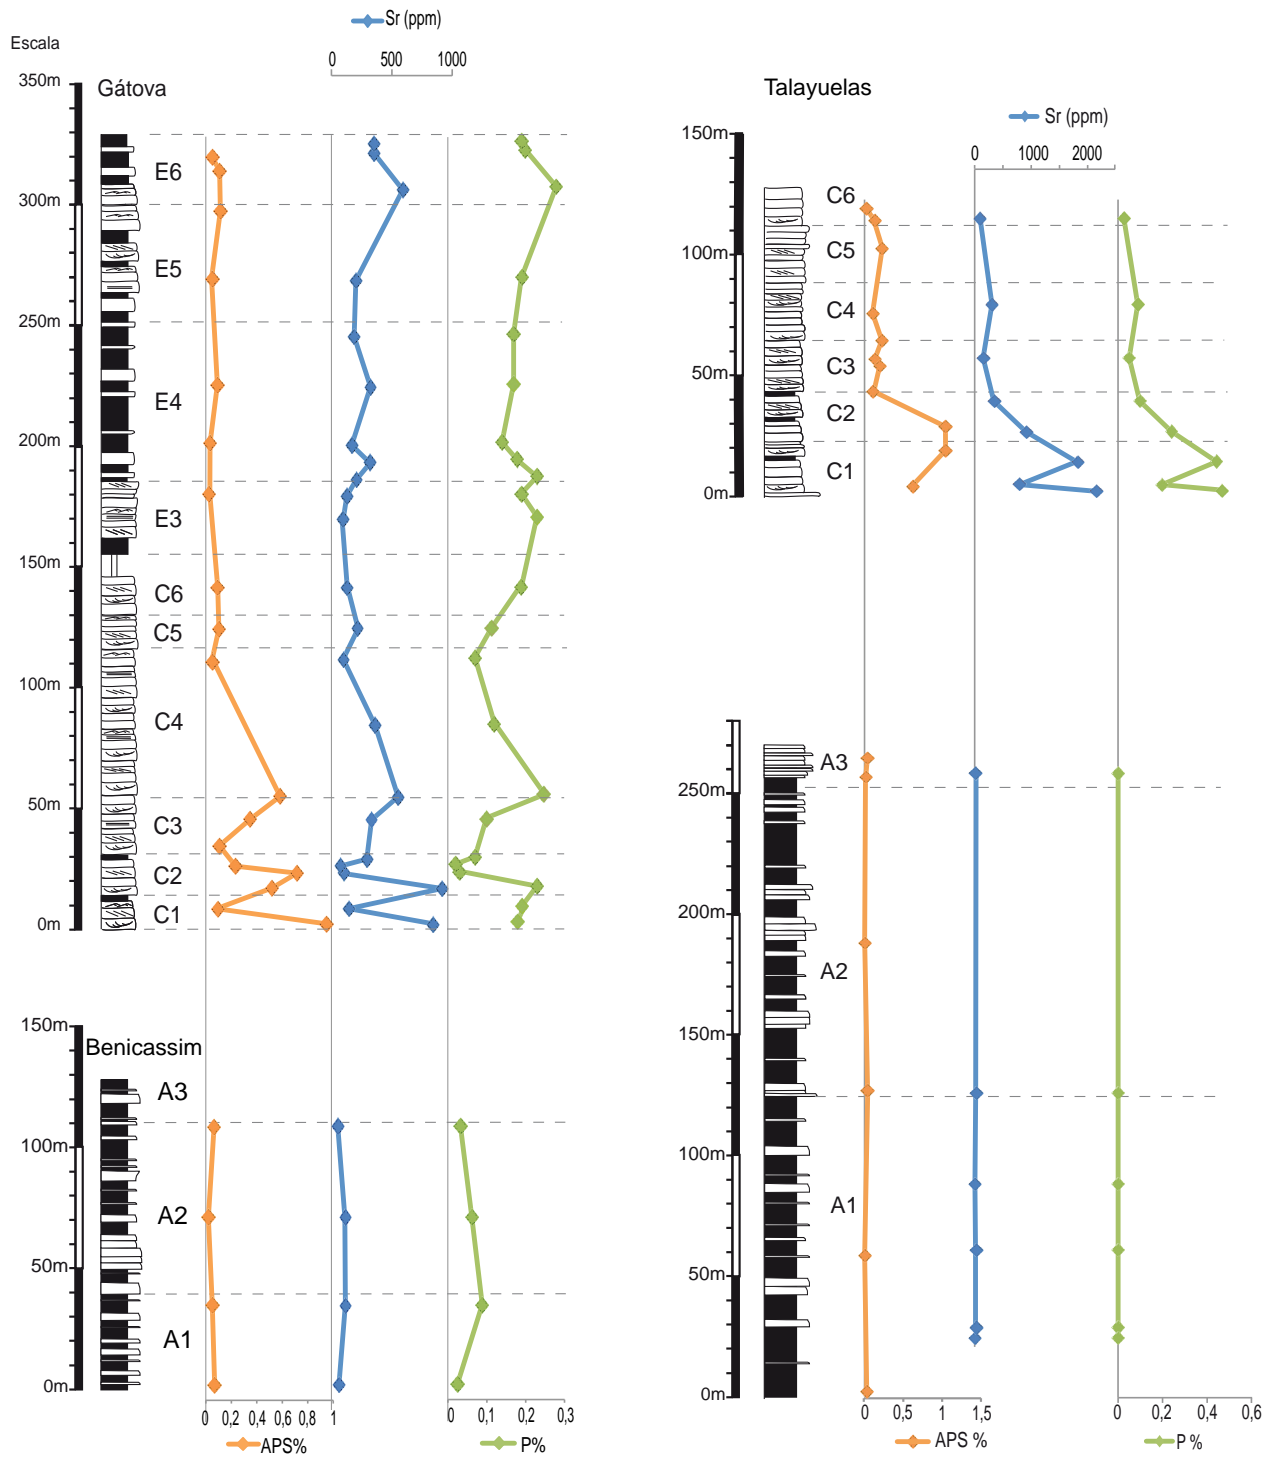 Sr (ppm)
Escala
0 500 1000
350m
Gátova
300m
250m
200m
150m
100m
50m
0m
E6
E5
E4
E3
C6
C5
C4
C3
C2
C1
150m
Benicassim
100m
50m
0m
A3
A2
A1
0 0,2 0,4 0,6 0,8 1
APS%
0 0,1 0,2 0,3
P%
Talayuelas
Sr (ppm)
0 1000 2000
150m
100m
50m
0m
C6
C5
C4
C3
C2
C1
250m
200m
150m
100m
50m
0m
A3
A2
A1
0 0,5 1 1,5
APS %
0 0,2 0,4 0,6
P %